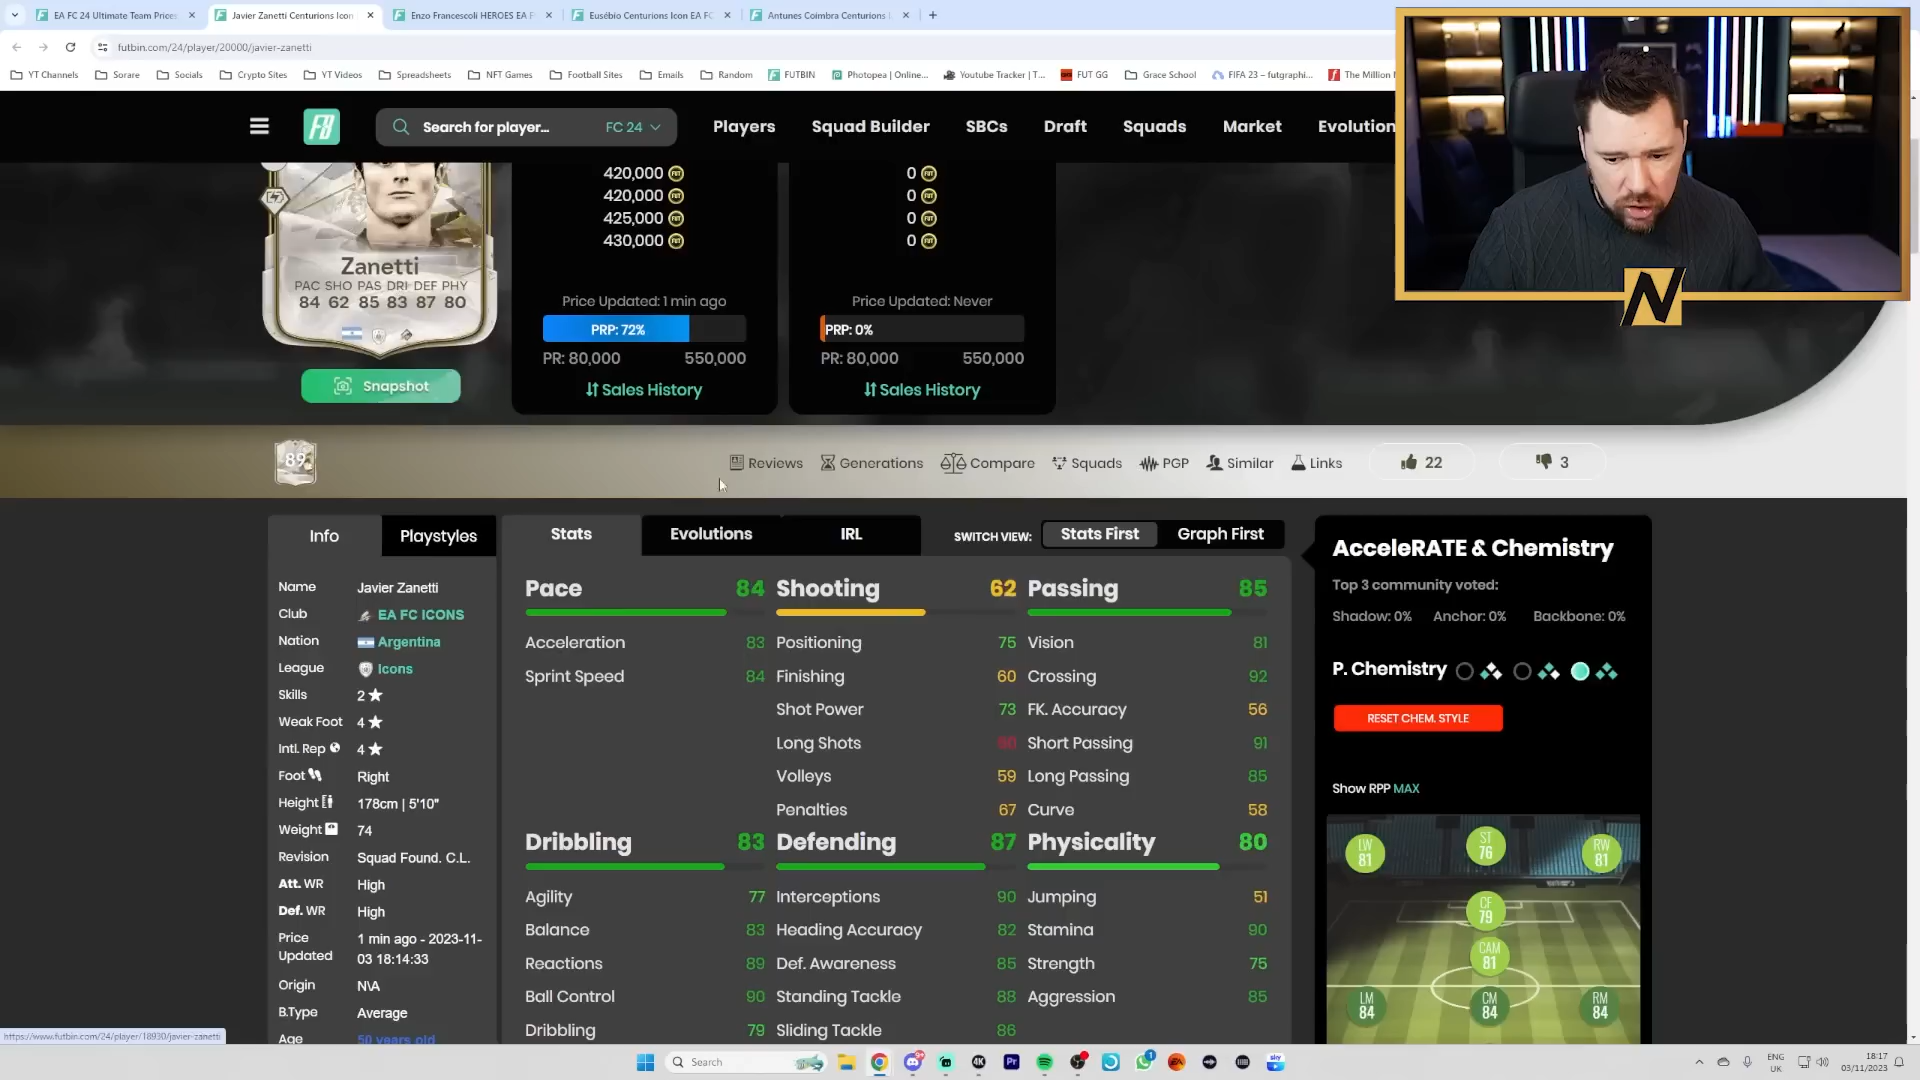 EA FC 24 Ultimate Team Prices
Javier Zanetti Centurions Icon
Enzo Francescoli HEROES EA F
Eusébio Centurions Icon EA FC
Antunes Coimbra Centurions I
futbin.com/24/player/20000/javier-zanetti
YT Channels Sorare Socials Crypto Sites YT Videos Spreadsheets NFT Games Football Sites Emails Random FUTBIN Photopea | Online... Youtube Tracker | T... FUT GG Grace School FIFA 23 – futgraphi... The Million
Search for player... FC 24 Players Squad Builder SBCs Draft Squads Market Evolution
420,000 0
420,000 0
425,000 0
430,000 0
Zanetti
PAC SHO PAS DRI DEF PHY
84 62 85 83 87 80
Price Updated: 1 min ago Price Updated: Never
PRP: 72% PRP: 0%
PR: 80,000 550,000 PR: 80,000 550,000
Snapshot Sales History Sales History
89 Reviews Generations Compare Squads PGP Similar Links 22 3
Info Playstyles Stats Evolutions IRL SWITCH VIEW: Stats First Graph First
Name Javier Zanetti
Club EA FC ICONS
Nation Argentina
League Icons
Skills 2
Weak Foot 4
Intl. Rep 4
Foot Right
Height 178cm | 5'10"
Weight 74
Revision Squad Found. C.L.
Att. WR High
Def. WR High
Price Updated 1 min ago - 2023-11-03 18:14:33
Origin N\A
B.Type Average
Age 50 years old
Pace 84
Acceleration 83
Sprint Speed 84
Shooting 62
Positioning 75
Finishing 60
Shot Power 73
Long Shots
Volleys 59
Penalties 67
Passing 85
Vision 81
Crossing 92
FK. Accuracy 56
Short Passing 91
Long Passing 85
Curve 58
Dribbling 83
Agility 77
Balance 83
Reactions 89
Ball Control 90
Dribbling 79
Defending 87
Interceptions 90
Heading Accuracy 82
Def. Awareness 85
Standing Tackle 88
Sliding Tackle 86
Physicality 80
Jumping 51
Stamina 90
Strength 75
Aggression 85
AcceleRATE & Chemistry
Top 3 community voted:
Shadow: 0% Anchor: 0% Backbone: 0%
P. Chemistry
RESET CHEM. STYLE
Show RPP MAX
LW 81
ST 76
RW 81
CF 79
CAM 81
LM 84
CM 84
RM 84
https://www.futbin.com/24/player/18930/javier-zanetti
Search
ENG
UK
18:17
03/11/2023